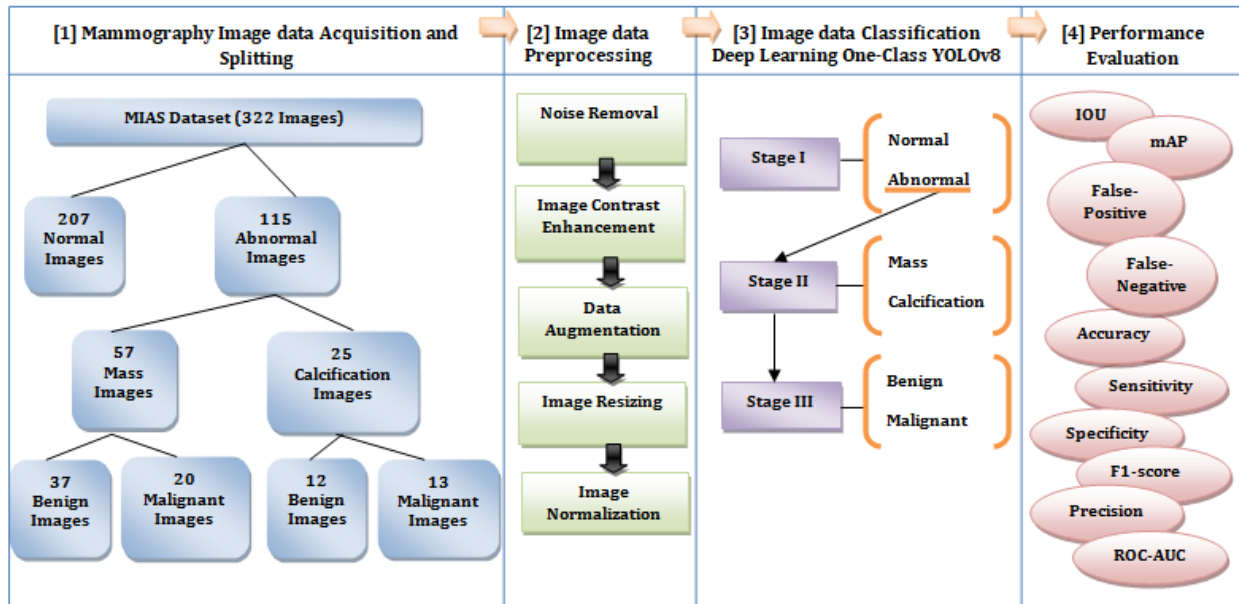 [1] Mammography Image data Acquisition and
Splitting
[2] Image data
Preprocessing
[3] Image data Classification
Deep Learning One-Class YOLOv8
[4] Performance
Evaluation
MIAS Dataset (322 Images)
207
Normal
Images
115
Abnormal
Images
57
Mass
Images
25
Calcification
Images
37
Benign
Images
20
Malignant
Images
12
Benign
Images
13
Malignant
Images
Noise Removal
Image Contrast
Enhancement
Data
Augmentation
Image Resizing
Image
Normalization
Stage I
Normal
Abnormal
Stage II
Mass
Calcification
Stage III
Benign
Malignant
IOU
mAP
False-
Positive
False-
Negative
Accuracy
Sensitivity
Specificity
F1-score
Precision
ROC-AUC